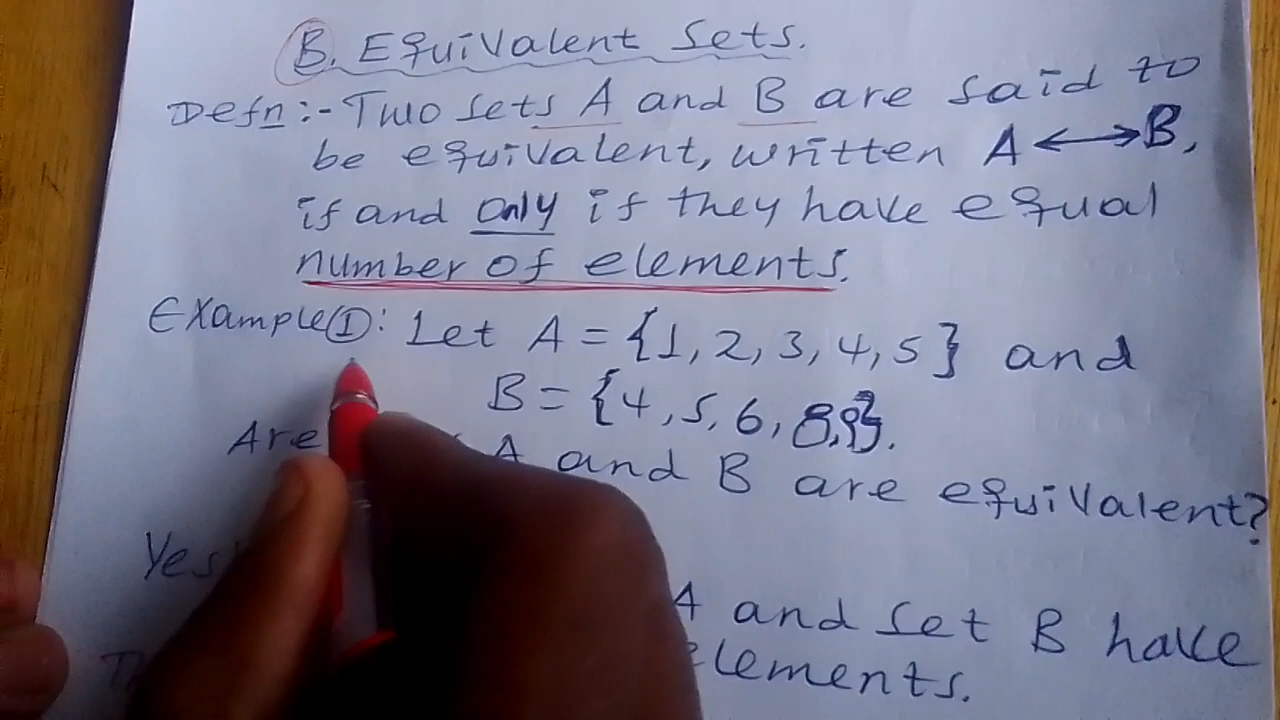 B. Equivalent Sets.
Defn:- Two sets A and B are said to
be equivalent, written A ↔ B,
if and only if they have equal
number of elements.
Example ①: Let A = {1, 2, 3, 4, 5} and
B = {4, 5, 6, 8, 9}.
Are A and B are equivalent?
Yes A and set B have
elements.